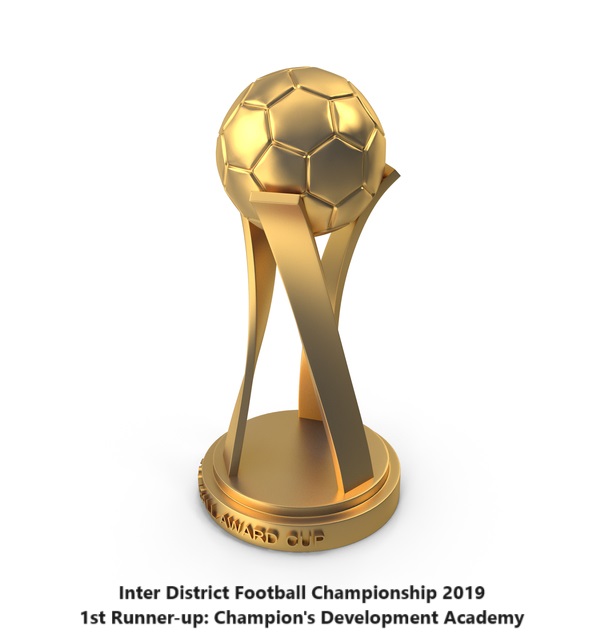 AWARD CUP
Inter District Football Championship 2019
1st Runner-up: Champion's Development Academy